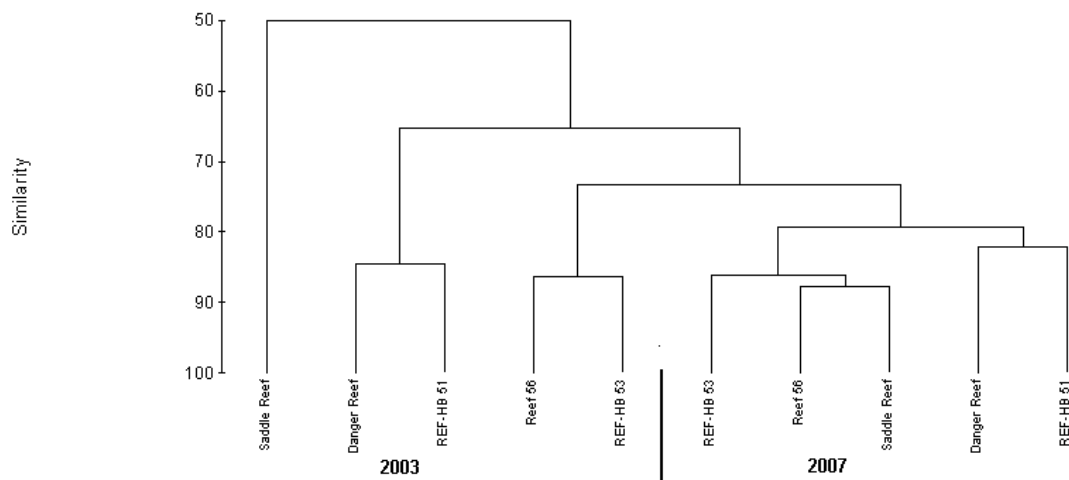 Similarity
50
60
70
80
90
100
Saddle Reef
Danger Reef
REF-HB 51
Reef 56
REF-HB 53
REF-HB 53
Reef 56
Saddle Reef
Danger Reef
REF-HB 51
2003
2007